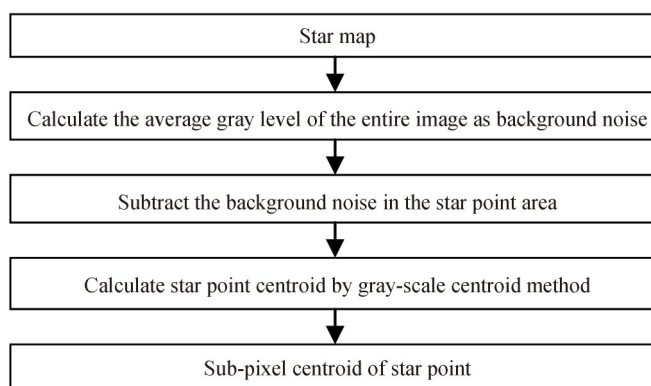 Star map
Calculate the average gray level of the entire image as background noise
Subtract the background noise in the star point area
Calculate star point centroid by gray-scale centroid method
Sub-pixel centroid of star point